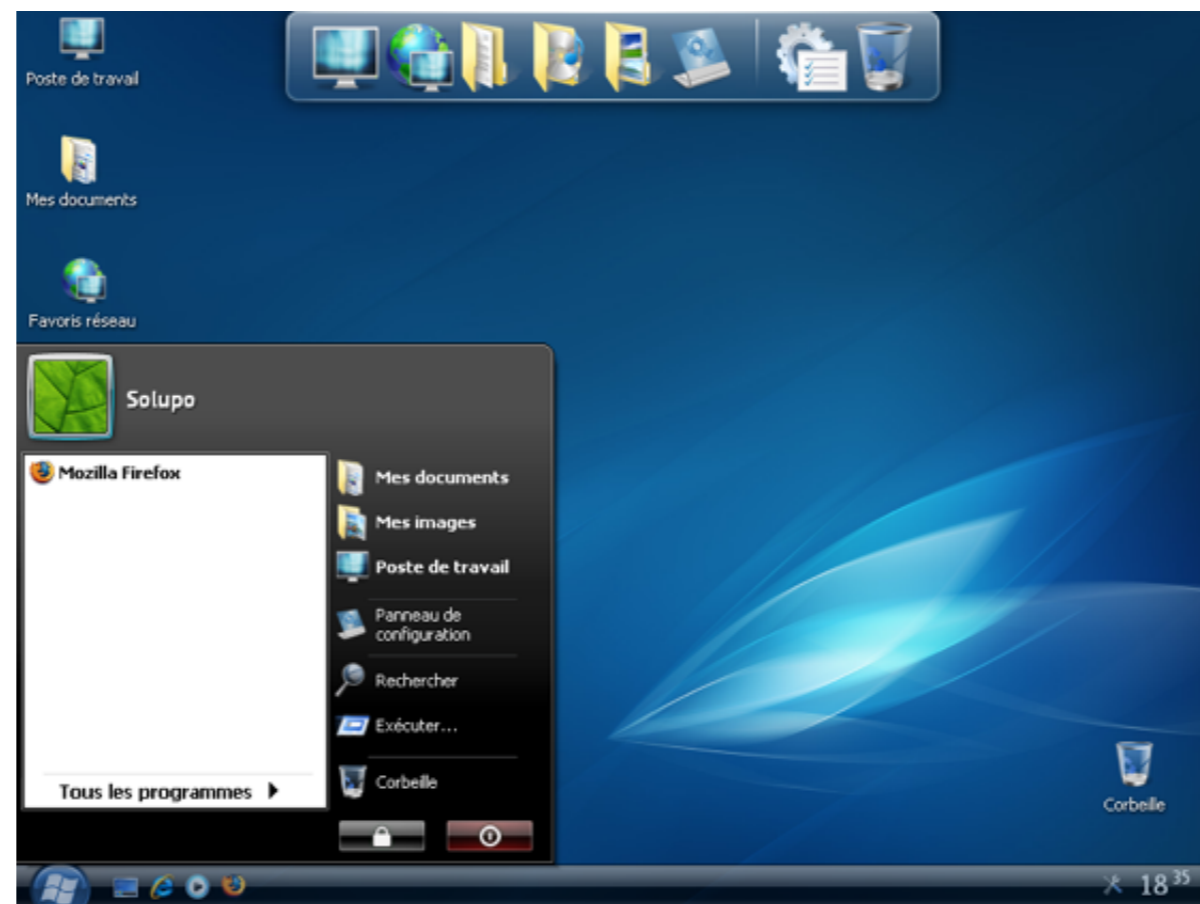 Poste de travail
Mes documents
Favoris réseau
Solupo
Mozilla Firefox
Tous les programmes
Mes documents
Mes images
Poste de travail
Panneau de
configuration
Rechercher
Exécuter...
Corbeille
Corbeille
18 35